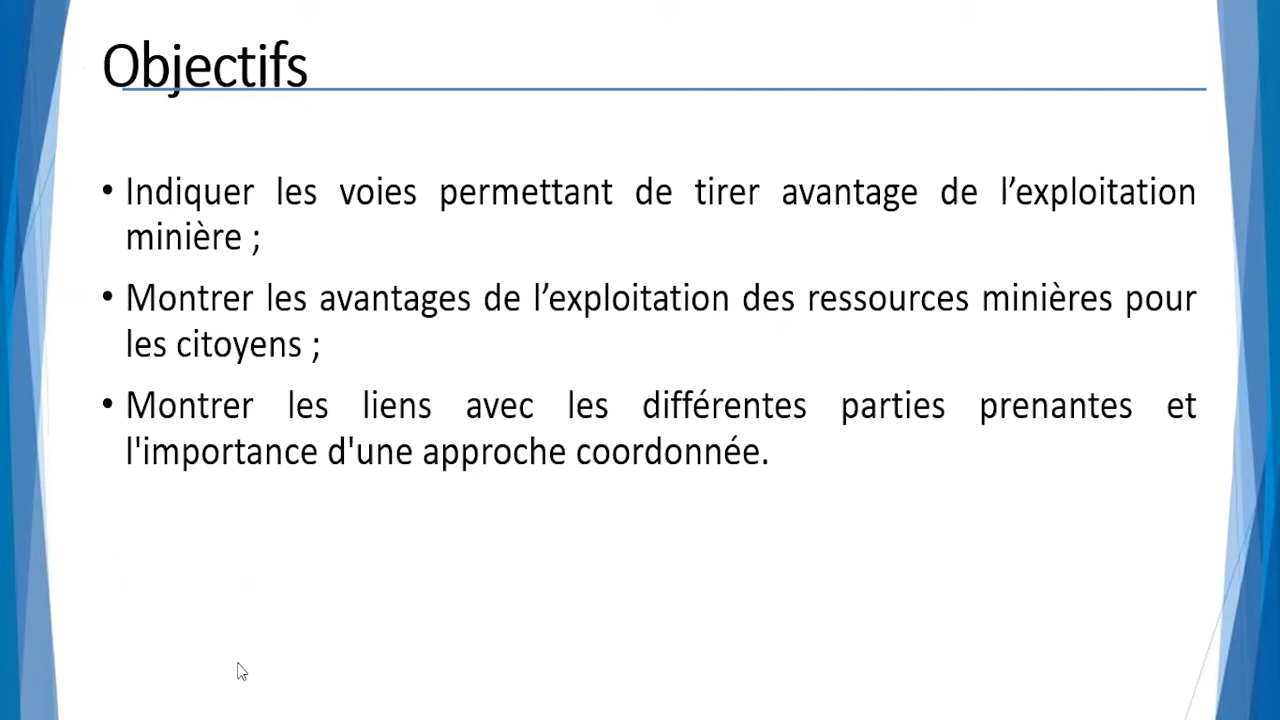 Objectifs
• Indiquer les voies permettant de tirer avantage de l’exploitation
minière ;
• Montrer les avantages de l’exploitation des ressources minières pour
les citoyens ;
• Montrer les liens avec les différentes parties prenantes et
l'importance d'une approche coordonnée.